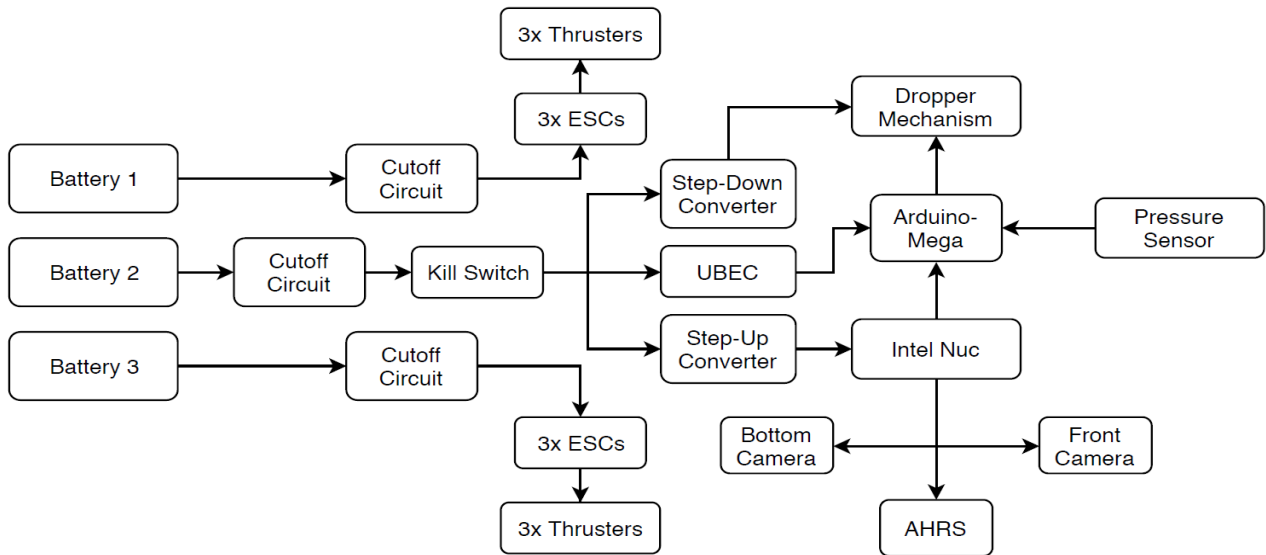 3x Thrusters
3x ESCs
Dropper
Mechanism
Battery 1
Cutoff
Circuit
Step-Down
Converter
Arduino-
Mega
Pressure
Sensor
Battery 2
Cutoff
Circuit
Kill Switch
UBEC
Battery 3
Cutoff
Circuit
Step-Up
Converter
Intel Nuc
3x ESCs
Bottom
Camera
Front
Camera
3x Thrusters
AHRS